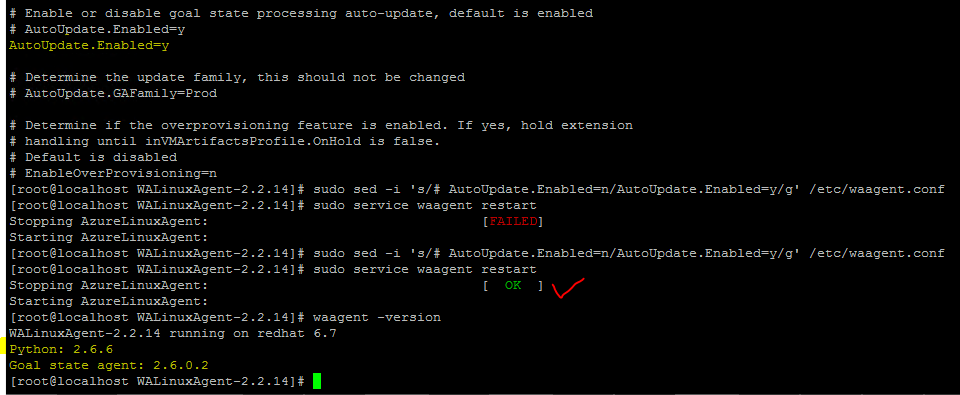 # Enable or disable goal state processing auto-update, default is enabled
# AutoUpdate.Enabled=y
AutoUpdate.Enabled=y
# Determine the update family, this should not be changed
# AutoUpdate.GAFamily=Prod
# Determine if the overprovisioning feature is enabled. If yes, hold extension
# handling until inVMArtifactsProfile.OnHold is false.
# Default is disabled
# EnableOverProvisioning=n
[root@localhost WALinuxAgent-2.2.14]# sudo sed -i 's/# AutoUpdate.Enabled=n/AutoUpdate.Enabled=y/g' /etc/waagent.conf
[root@localhost WALinuxAgent-2.2.14]# sudo service waagent restart
Stopping AzureLinuxAgent: [FAILED]
Starting AzureLinuxAgent:
[root@localhost WALinuxAgent-2.2.14]# sudo sed -i 's/# AutoUpdate.Enabled=n/AutoUpdate.Enabled=y/g' /etc/waagent.conf
[root@localhost WALinuxAgent-2.2.14]# sudo service waagent restart
Stopping AzureLinuxAgent: [ OK ]
Starting AzureLinuxAgent:
[root@localhost WALinuxAgent-2.2.14]# waagent -version
WALinuxAgent-2.2.14 running on redhat 6.7
Python: 2.6.6
Goal state agent: 2.6.0.2
[root@localhost WALinuxAgent-2.2.14]#